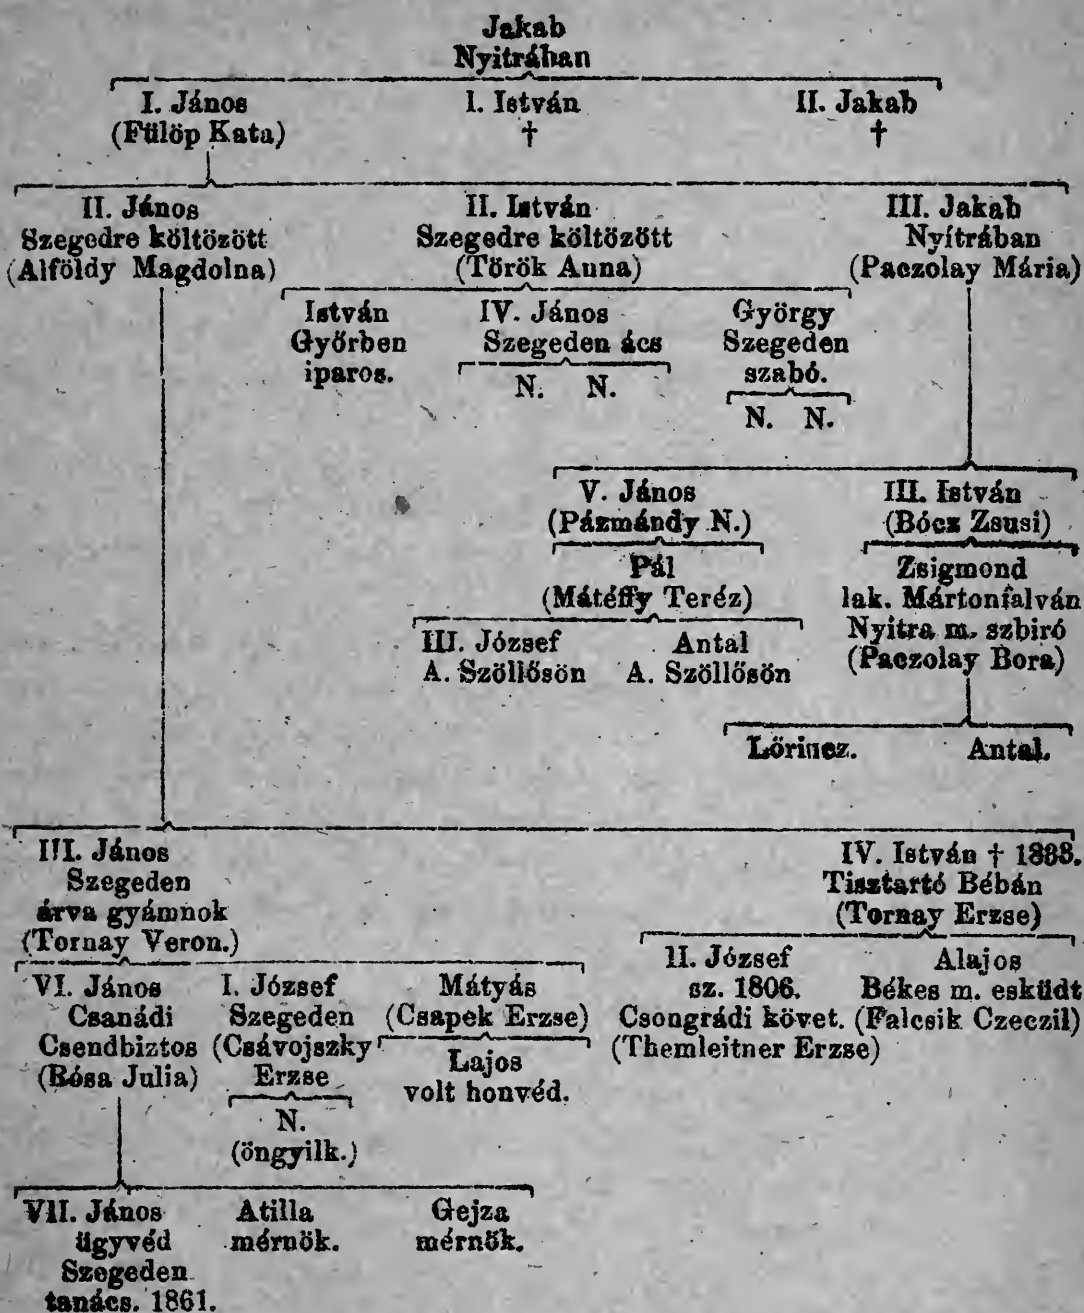 Jakab
Nyitrában
I. János I. István II. Jakab
(Fülöp Kata) † †
II. János II. István III. Jakab
Szegedre költözött Szegedre költözött Nyitrában
(Alföldy Magdolna) (Török Anna) (Paczolay Mária)
István IV. János György
Győrben Szegeden ács Szegeden
iparos. szabó.
N. N.
N. N.
V. János III. István
(Pázmándy N.) (Bócz Zsusi)
Pál Zsigmond
(Mátéffy Teréz) lak. Mártonfalván
III. József Antal Nyitra m. szbiró
A. Szöllősön A. Szöllősön (Paczolay Bora)
Lőrincz. Antal.
III. János IV. István † 1838.
Szegeden Tisztartó Bébán
árva gyámnok (Tornay Erzse)
(Tornay Veron.)
II. József Alajos
VI. János I. József Mátyás sz. 1806. Békes m. esküdt
Csanádi Szegeden (Csapek Erzse) Csongrádi követ. (Falcsik Czeczil)
Csendbiztos (Csávojszky Lajos (Themleitner Erzse)
(Rósa Julia) Erzse volt honvéd.
N.
(öngyilk.)
VII. János Atilla Gejza
ügyvéd mérnök. mérnök.
Szegeden
tanács. 1861.